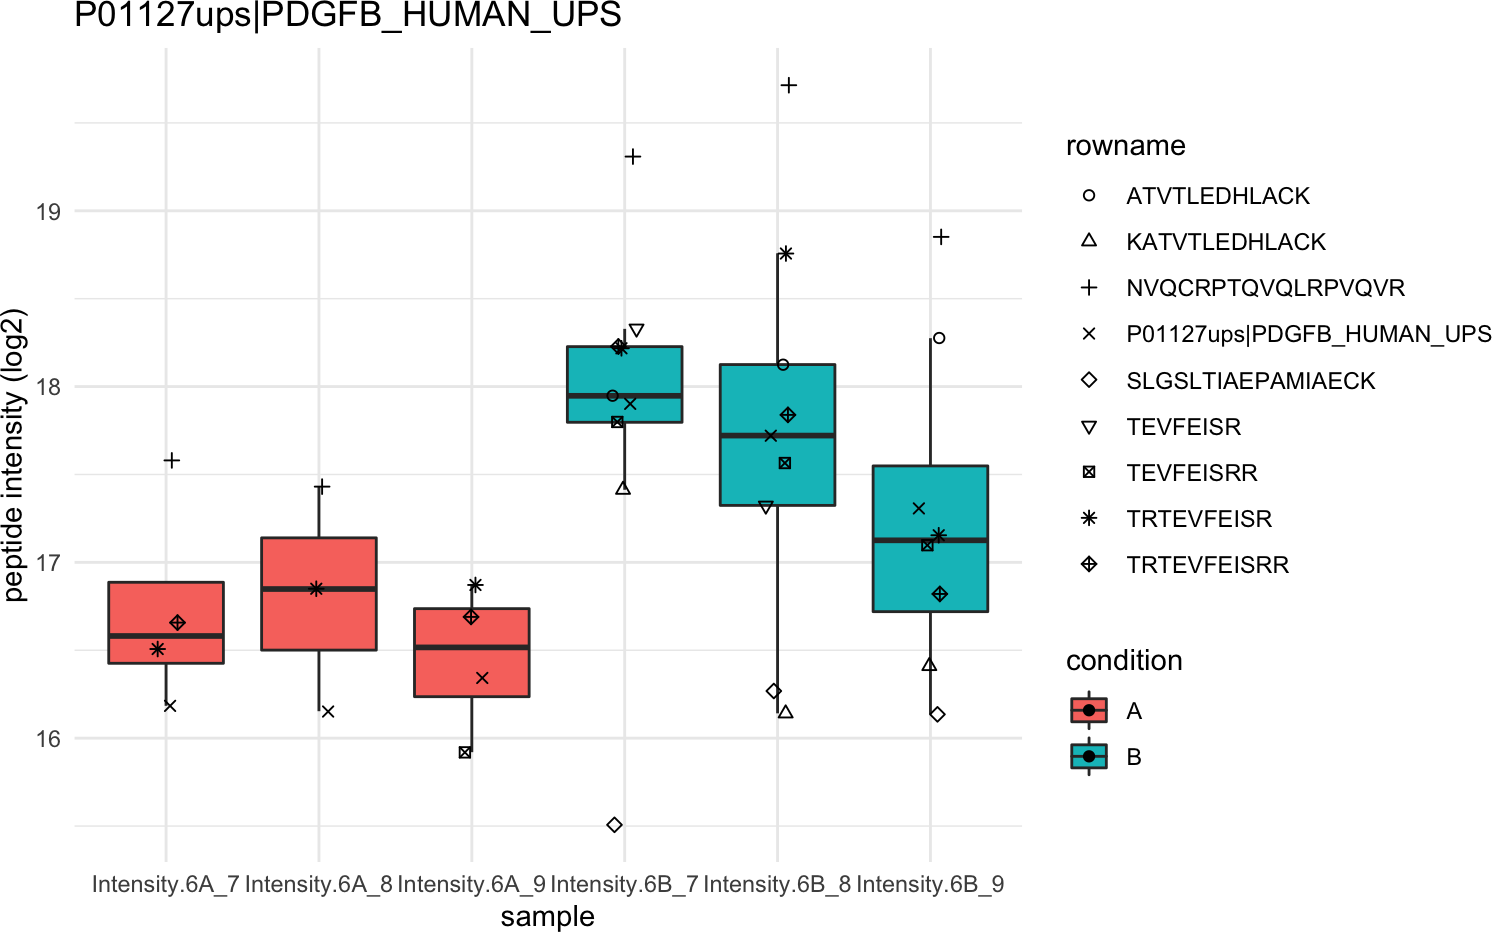 P01127ups|PDGFB_HUMAN_UPS
peptide intensity (log2)
19
18
17
16
Intensity.6A_7 Intensity.6A_8 Intensity.6A_9 Intensity.6B_7 Intensity.6B_8 Intensity.6B_9
sample
rowname
ATVTLEDHLACK
KATVTLEDHLACK
NVQCRPTQVQLRPVQVR
P01127ups|PDGFB_HUMAN_UPS
SLGSLTIAEPAMIAECK
TEVFEISR
TEVFEISRR
TRTEVFEISR
TRTEVFEISRR
condition
A
B